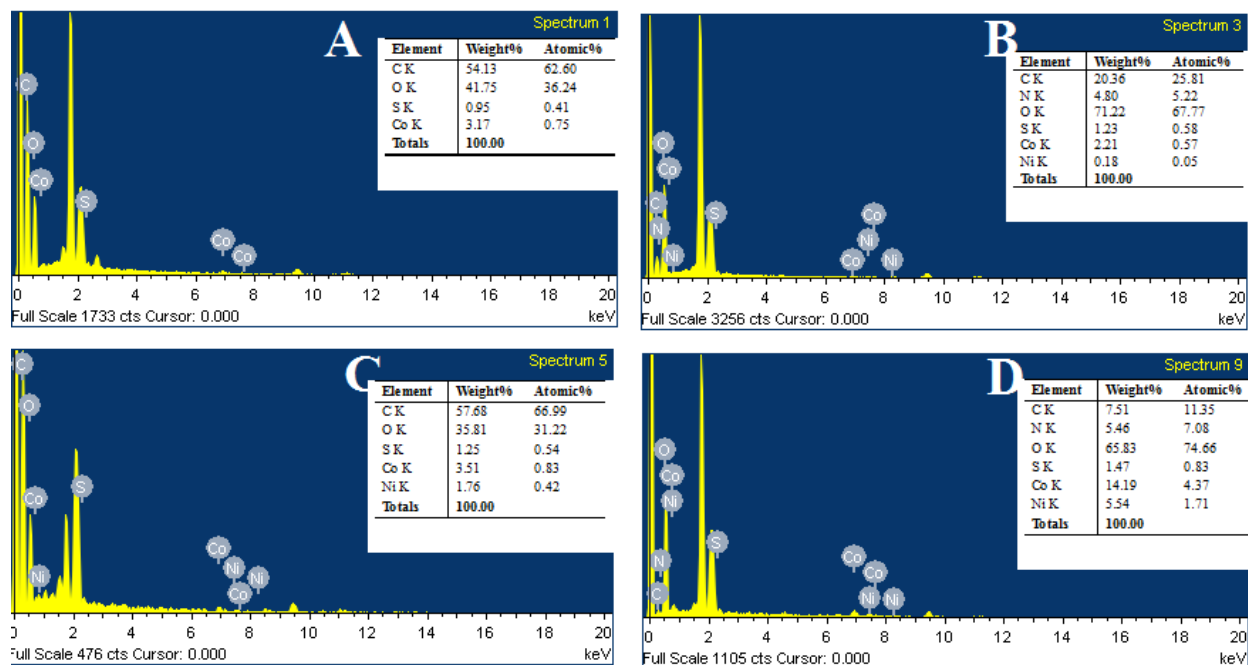 A
Spectrum 1
Element Weight% Atomic%
C K 54.13 62.60
O K 41.75 36.24
S K 0.95 0.41
Co K 3.17 0.75
Totals 100.00
C
O
Co
S
Co
Co
0 2 4 6 8 10 12 14 16 18 20
Full Scale 1733 cts Cursor: 0.000 keV
B
Spectrum 3
Element Weight% Atomic%
C K 20.36 25.81
N K 4.80 5.22
O K 71.22 67.77
S K 1.23 0.58
Co K 2.21 0.57
Ni K 0.18 0.05
Totals 100.00
O
Co
C
N
Ni
S
Co
Ni
Co
Ni
0 2 4 6 8 10 12 14 16 18 20
Full Scale 3256 cts Cursor: 0.000 keV
C
Spectrum 5
Element Weight% Atomic%
C K 57.68 66.99
O K 35.81 31.22
S K 1.25 0.54
Co K 3.51 0.83
Ni K 1.76 0.42
Totals 100.00
C
O
Co
Ni
S
Co
Ni
Ni
Co
0 2 4 6 8 10 12 14 16 18 20
Full Scale 476 cts Cursor: 0.000 keV
D
Spectrum 9
Element Weight% Atomic%
C K 7.51 11.35
N K 5.46 7.08
O K 65.83 74.66
S K 1.47 0.83
Co K 14.19 4.37
Ni K 5.54 1.71
Totals 100.00
O
Co
Ni
N
C
S
Co
Co
Ni
Ni
0 2 4 6 8 10 12 14 16 18 20
Full Scale 1105 cts Cursor: 0.000 keV